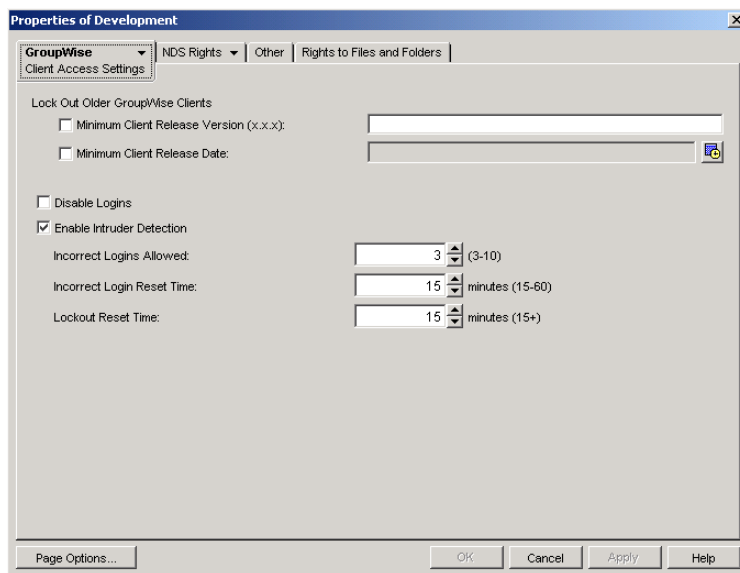 Properties of Development
GroupWise NDS Rights Other Rights to Files and Folders
Client Access Settings
Lock Out Older GroupWise Clients
Minimum Client Release Version (x.x.x):
Minimum Client Release Date:
Disable Logins
Enable Intruder Detection
Incorrect Logins Allowed: 3 (3-10)
Incorrect Login Reset Time: 15 minutes (15-60)
Lockout Reset Time: 15 minutes (15+)
Page Options... OK Cancel Apply Help